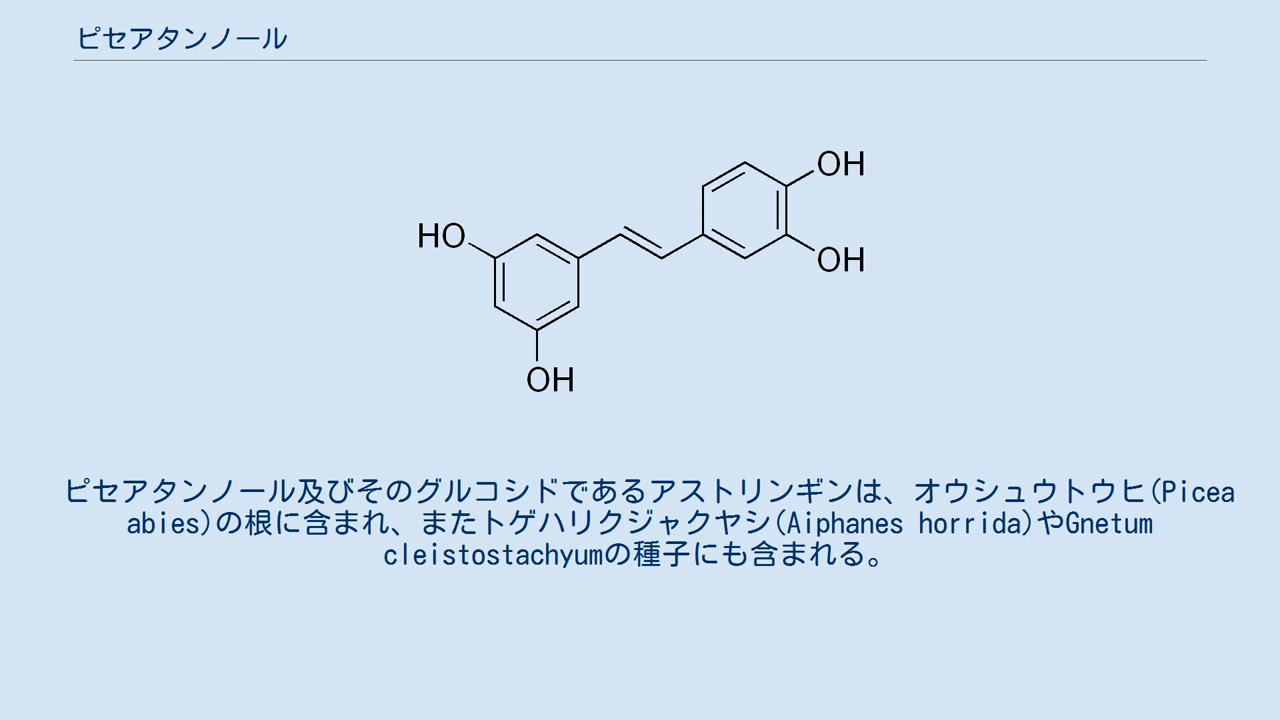 ピセアタンノール
OH
HO
OH
OH
ピセアタンノール及びそのグルコシドであるアストリンギンは、オウシュウトウヒ(Picea
abies)の根に含まれ、またトゲハリクジャクヤシ(Aiphanes horrida)やGnetum
cleistostachyumの種子にも含まれる。